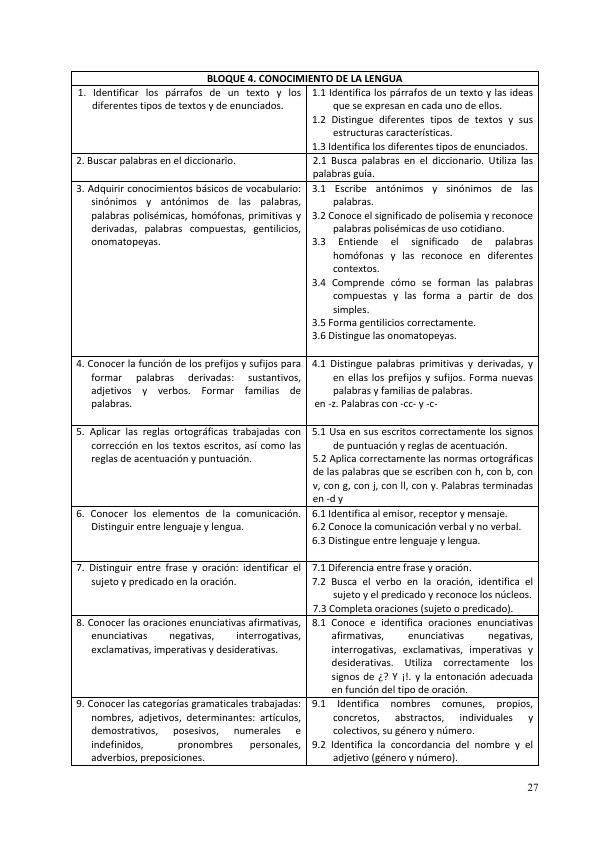 BLOQUE 4. CONOCIMIENTO DE LA LENGUA
1. Identificar los párrafos de un texto y los
diferentes tipos de textos y de enunciados.
1.1 Identifica los párrafos de un texto y las ideas
que se expresan en cada uno de ellos.
1.2 Distingue diferentes tipos de textos y sus
estructuras características.
1.3 Identifica los diferentes tipos de enunciados.
2. Buscar palabras en el diccionario.
2.1 Busca palabras en el diccionario. Utiliza las
palabras guía.
3. Adquirir conocimientos básicos de vocabulario:
sinónimos y antónimos de las palabras,
palabras polisémicas, homófonas, primitivas y
derivadas, palabras compuestas, gentilicios,
onomatopeyas.
3.1 Escribe antónimos y sinónimos de las
palabras.
3.2 Conoce el significado de polisemia y reconoce
palabras polisémicas de uso cotidiano.
3.3 Entiende el significado de palabras
homófonas y las reconoce en diferentes
contextos.
3.4 Comprende cómo se forman las palabras
compuestas y las forma a partir de dos
simples.
3.5 Forma gentilicios correctamente.
3.6 Distingue las onomatopeyas.
4. Conocer la función de los prefijos y sufijos para
formar palabras derivadas: sustantivos,
adjetivos y verbos. Formar familias de
palabras.
4.1 Distingue palabras primitivas y derivadas, y
en ellas los prefijos y sufijos. Forma nuevas
palabras y familias de palabras.
en -z. Palabras con -cc- y -c-
5. Aplicar las reglas ortográficas trabajadas con
corrección en los textos escritos, así como las
reglas de acentuación y puntuación.
5.1 Usa en sus escritos correctamente los signos
de puntuación y reglas de acentuación.
5.2 Aplica correctamente las normas ortográficas
de las palabras que se escriben con h, con b, con
v, con g, con j, con ll, con y. Palabras terminadas
en -d y
6. Conocer los elementos de la comunicación.
Distinguir entre lenguaje y lengua.
6.1 Identifica al emisor, receptor y mensaje.
6.2 Conoce la comunicación verbal y no verbal.
6.3 Distingue entre lenguaje y lengua.
7. Distinguir entre frase y oración: identificar el
sujeto y predicado en la oración.
7.1 Diferencia entre frase y oración.
7.2 Busca el verbo en la oración, identifica el
sujeto y el predicado y reconoce los núcleos.
7.3 Completa oraciones (sujeto o predicado).
8. Conocer las oraciones enunciativas afirmativas,
enunciativas negativas, interrogativas,
exclamativas, imperativas y desiderativas.
8.1 Conoce e identifica oraciones enunciativas
afirmativas, enunciativas negativas,
interrogativas, exclamativas, imperativas y
desiderativas. Utiliza correctamente los
signos de ¿? Y ¡!. y la entonación adecuada
en función del tipo de oración.
9. Conocer las categorías gramaticales trabajadas:
nombres, adjetivos, determinantes: artículos,
demostrativos, posesivos, numerales e
indefinidos, pronombres personales,
adverbios, preposiciones.
9.1 Identifica nombres comunes, propios,
concretos, abstractos, individuales y
colectivos, su género y número.
9.2 Identifica la concordancia del nombre y el
adjetivo (género y número).
27